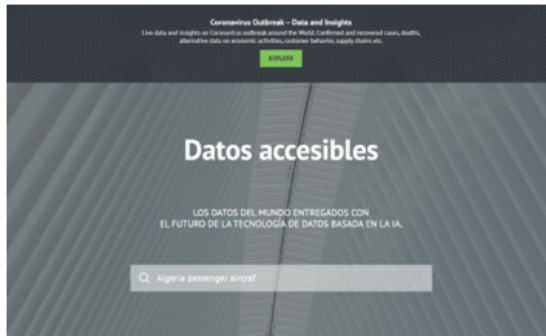 Coronavirus Outbreak – Data and Insights
Live data and insights on Coronavirus outbreak around the World. Confirmed and recovered cases, deaths,
alternative data on economic activities, customer behavior, supply chains etc.
EXPLORE
Datos accesibles
LOS DATOS DEL MUNDO ENTREGADOS CON
EL FUTURO DE LA TECNOLOGÍA DE DATOS BASADA EN LA IA.
Algeria passenger aircraf